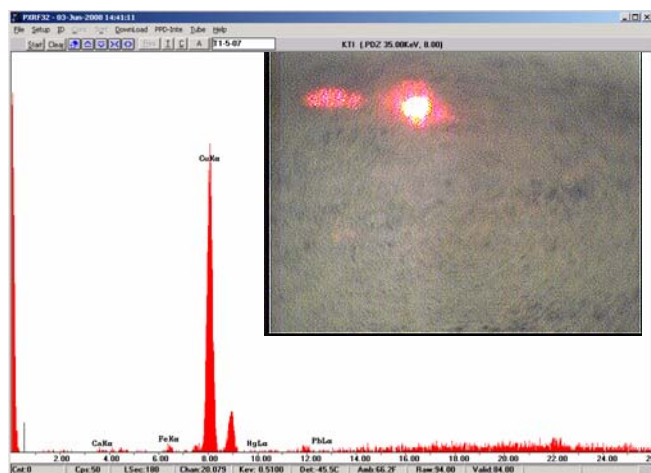 PXRF32 - 03-Jun-2000 14:41:11
File Setup ID DownLoad PPD-Inte Tube Help
Start Clea I C A T1-5-07 KTI (.PDZ 35.00KeV, 8.00)
CuKα
CaKα FeKα HgLα PbLα
2.00 4.00 6.00 8.00 10.00 12.00 14.00 16.00 18.00 20.00 22.00 24.00
Cnt:0 Cps:50 LSec:180 Chan:20.079 Kev: 0.5100 Det:-45.5C Amb:66.2F Raw:94.00 Valid 84.00